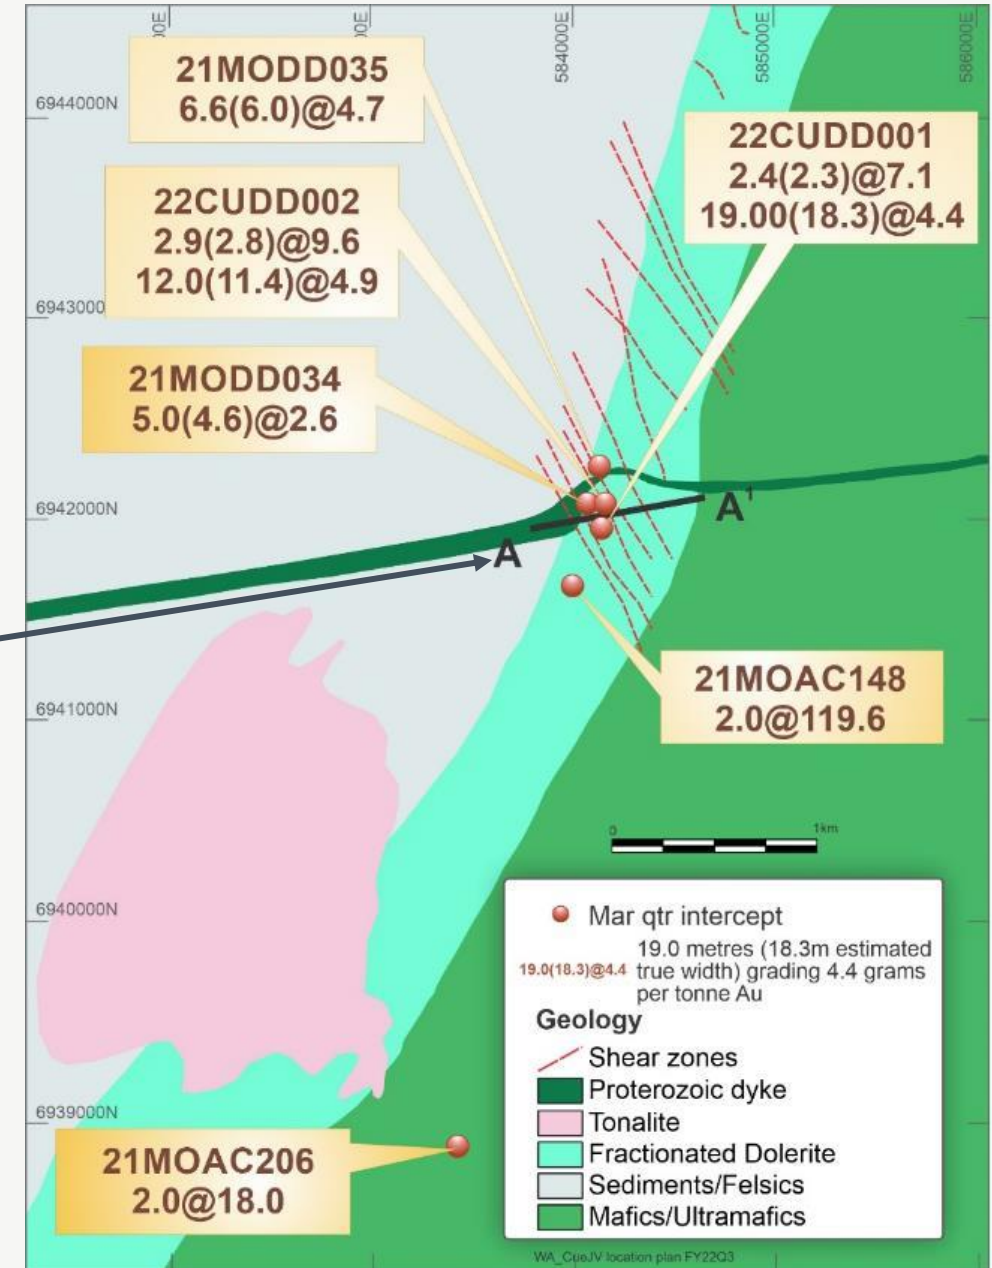 584000E
585000E
586000E
6944000N
21MODD035
6.6(6.0)@4.7
22CUDD001
2.4(2.3)@7.1
19.00(18.3)@4.4
22CUDD002
2.9(2.8)@9.6
12.0(11.4)@4.9
6943000
21MODD034
5.0(4.6)@2.6
6942000N
A
A1
21MOAC148
2.0@119.6
6941000N
0
1km
6940000N
Mar qtr intercept
19.0(18.3)@4.4
19.0 metres (18.3m estimated
true width) grading 4.4 grams
per tonne Au
Geology
Shear zones
Proterozoic dyke
Tonalite
Fractionated Dolerite
Sediments/Felsics
Mafics/Ultramafics
6939000N
21MOAC206
2.0@18.0
WA_CueJV location plan FY22Q3